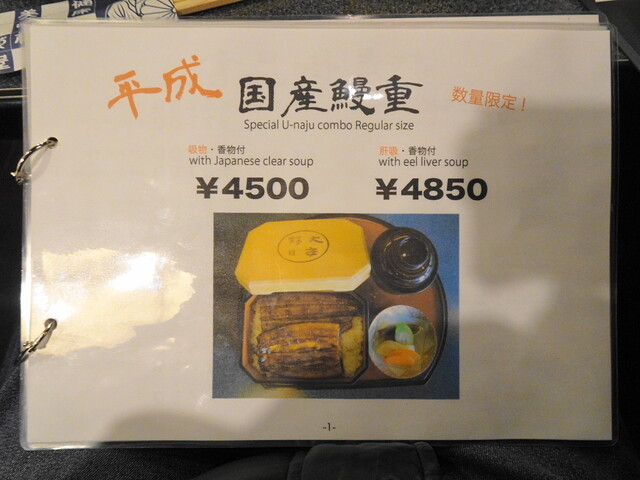 平成 国産鰻重 数量限定！
Special U-naju combo Regular size
吸物・香物付
with Japanese clear soup
¥4500
肝吸・香物付
with eel liver soup
¥4850
-1-